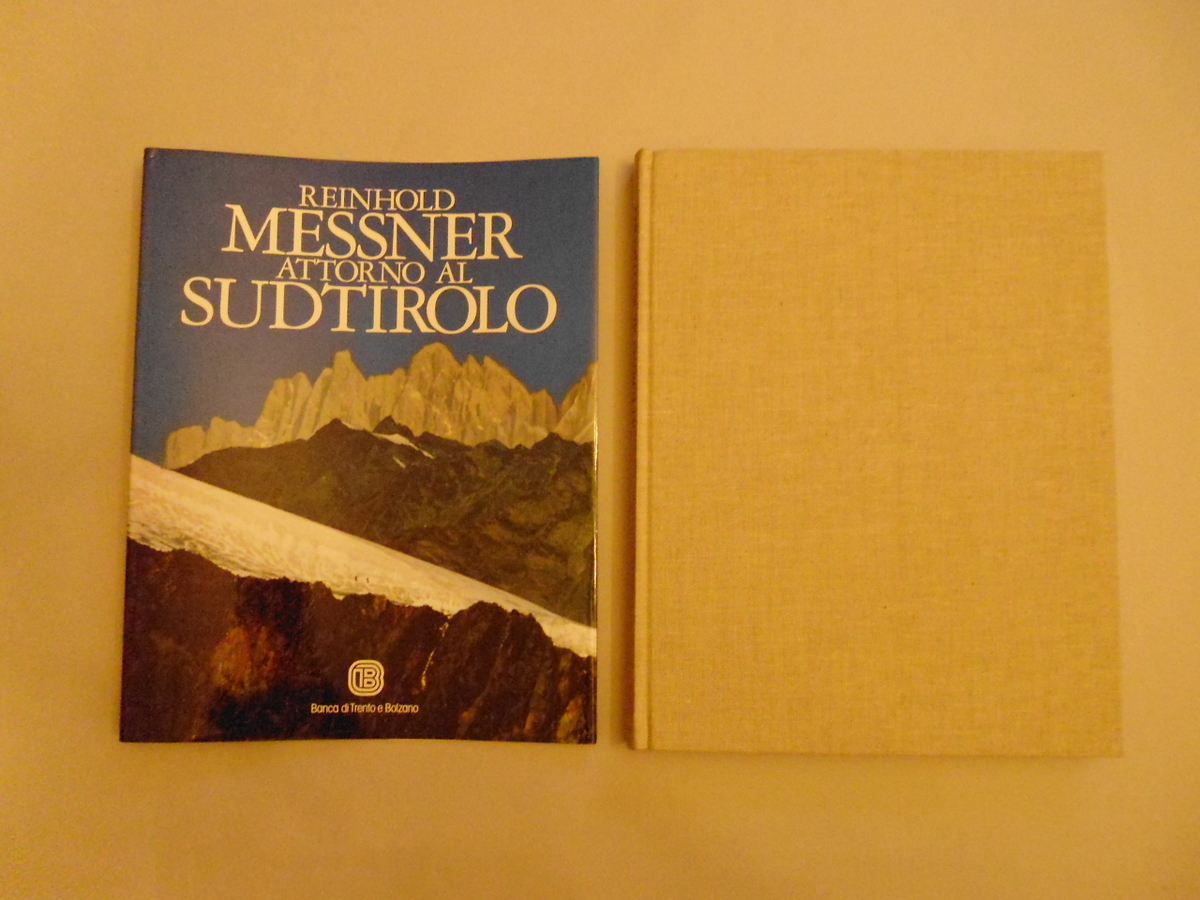 REINHOLD
MESSNER
ATTORNO AL
SUDTIROLO
Banca di Trento e Bolzano